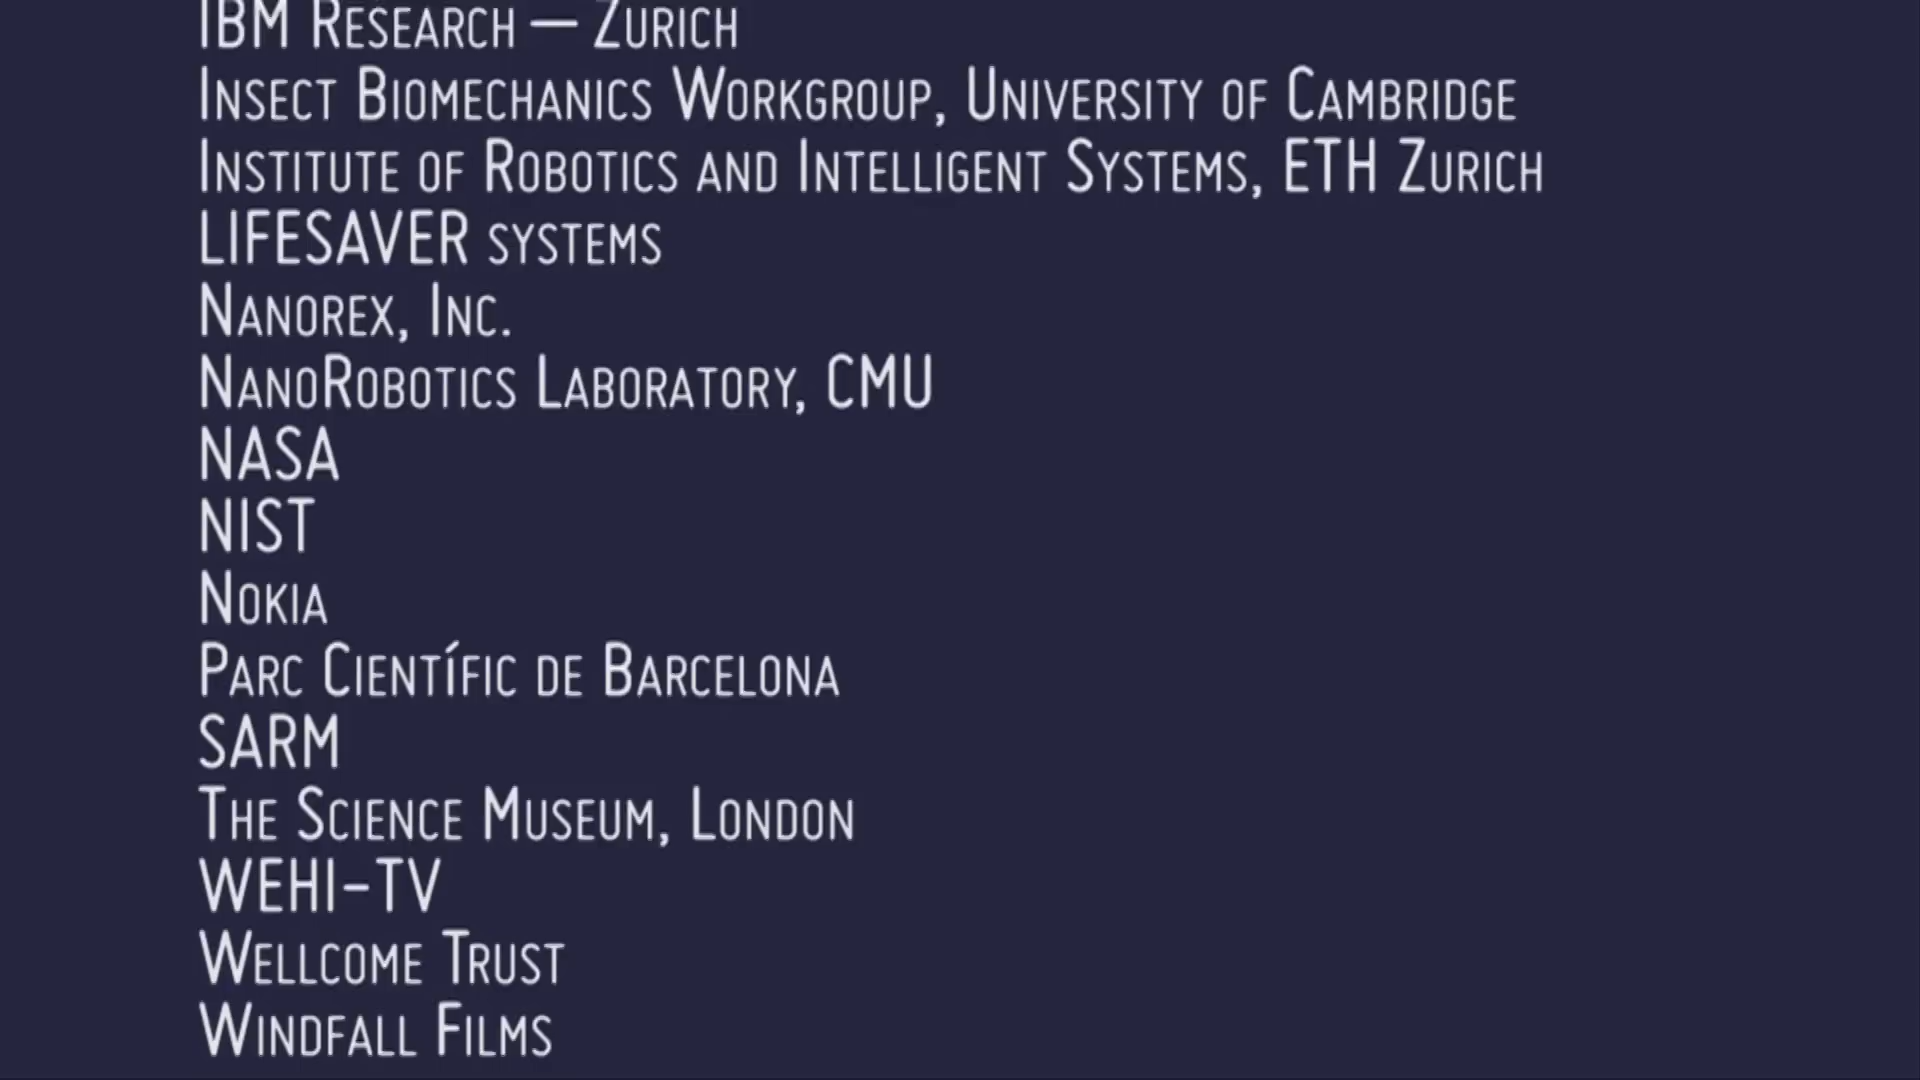 IBM Research – Zurich
Insect Biomechanics Workgroup, University of Cambridge
Institute of Robotics and Intelligent Systems, ETH Zurich
LIFESAVER systems
Nanorex, Inc.
NanoRobotics Laboratory, CMU
NASA
NIST
Nokia
Parc Científic de Barcelona
SARM
The Science Museum, London
WEHI-TV
Wellcome Trust
Windfall Films